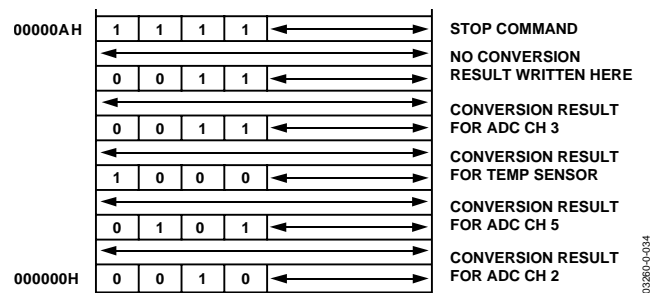 00000AH 1 1 1 1 STOP COMMAND
NO CONVERSION
0 0 1 1 RESULT WRITTEN HERE
CONVERSION RESULT
0 0 1 1 FOR ADC CH 3
CONVERSION RESULT
1 0 0 0 FOR TEMP SENSOR
CONVERSION RESULT
0 1 0 1 FOR ADC CH 5
CONVERSION RESULT
000000H 0 0 1 0 FOR ADC CH 2
03260-0-034